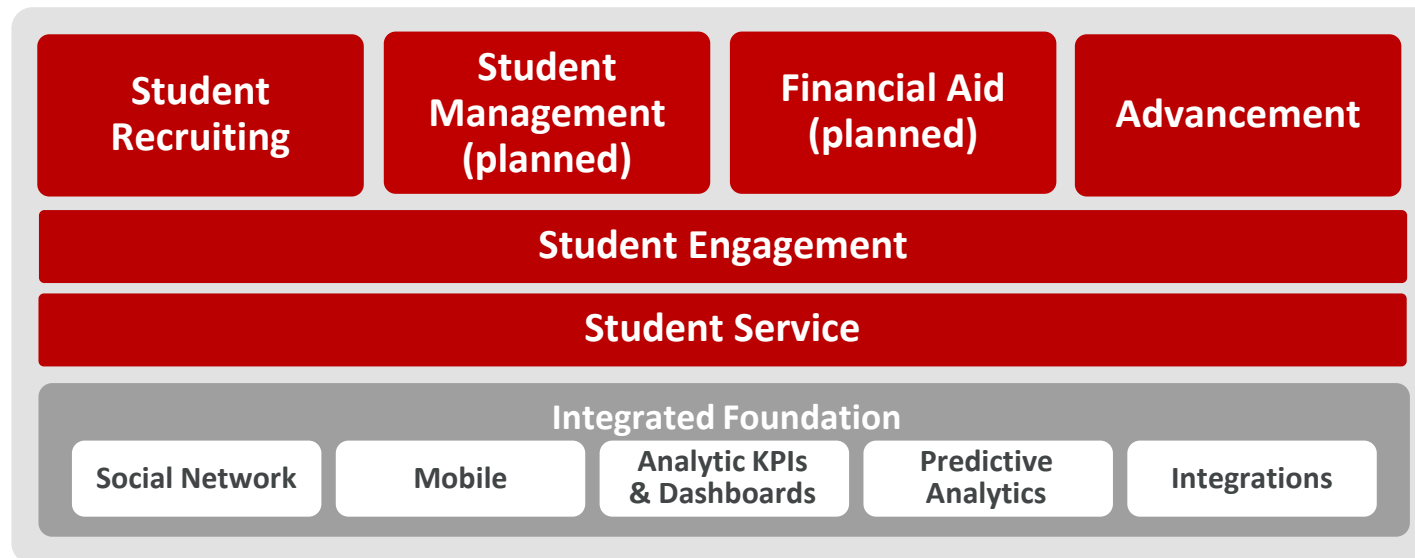 Student
Recruiting
Student
Management
(planned)
Financial Aid
(planned)
Advancement
Student Engagement
Student Service
Integrated Foundation
Social Network
Mobile
Analytic KPIs
& Dashboards
Predictive
Analytics
Integrations